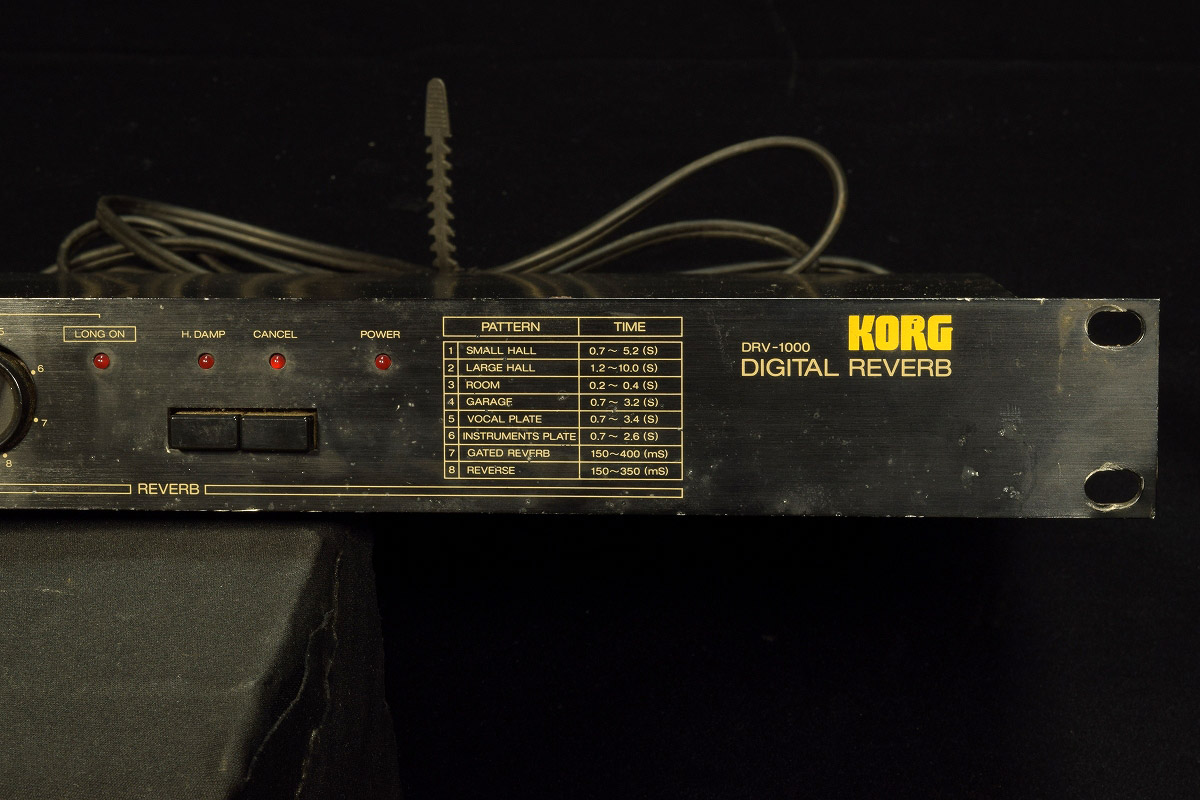 KORG
DRV-1000
DIGITAL REVERB
LONG ON
H. DAMP
CANCEL
POWER
6
7
8
PATTERN TIME
1 SMALL HALL 0.7~ 5.2 (S)
2 LARGE HALL 1.2~10.0 (S)
3 ROOM 0.2~ 0.4 (S)
4 GARAGE 0.7~ 3.2 (S)
5 VOCAL PLATE 0.7~ 3.4 (S)
6 INSTRUMENTS PLATE 0.7~ 2.6 (S)
7 GATED REVERB 150~400 (mS)
8 REVERSE 150~350 (mS)
REVERB